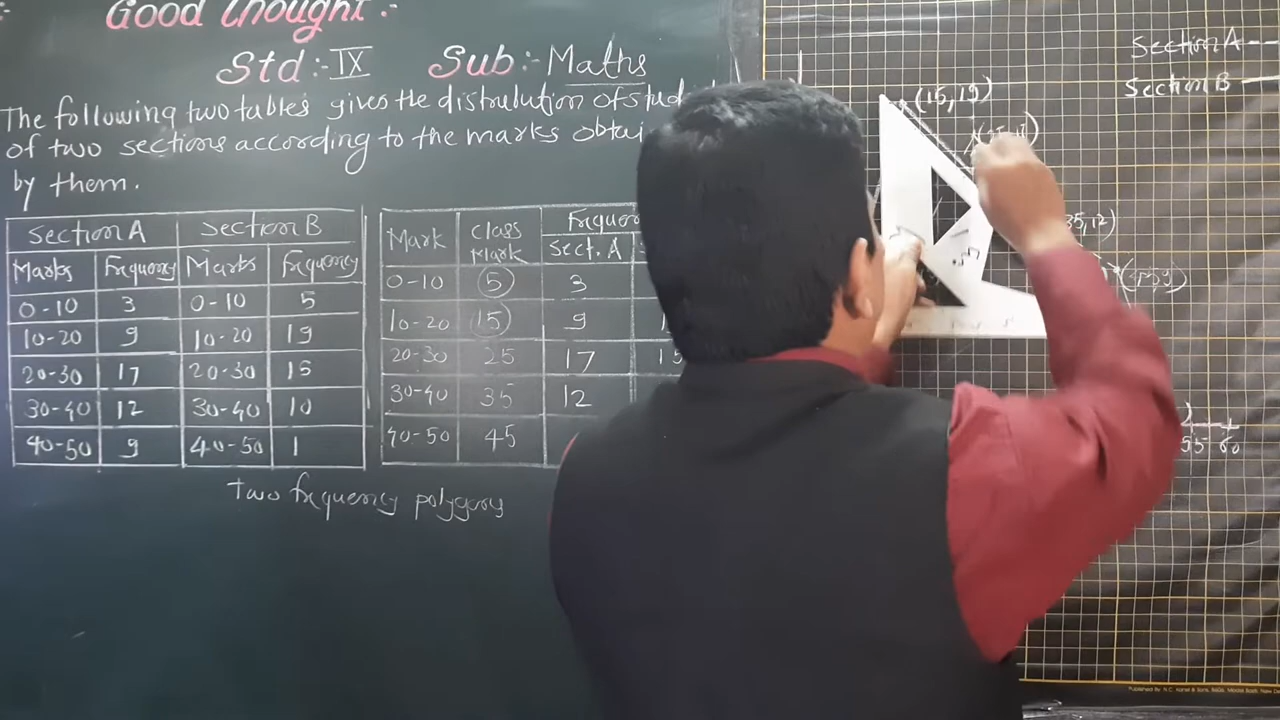 Good thought :-
Std :- IX Sub :- Maths
The following two tables gives the distribution of stud
of two sections according to the marks obtai
by them.
Section A Section B
Marks Frequency Marks Frequency
0-10 3 0-10 5
10-20 9 10-20 19
20-30 17 20-30 15
30-40 12 30-40 10
40-50 9 40-50 1
Mark Class Mark Frequen
Sect. A
0-10 5 3
10-20 15 9 1
20-30 25 17 15
30-40 35 12
40-50 45
Two frequency polygons
Section A --
Section B —
(15,19)
35,12)
55 60